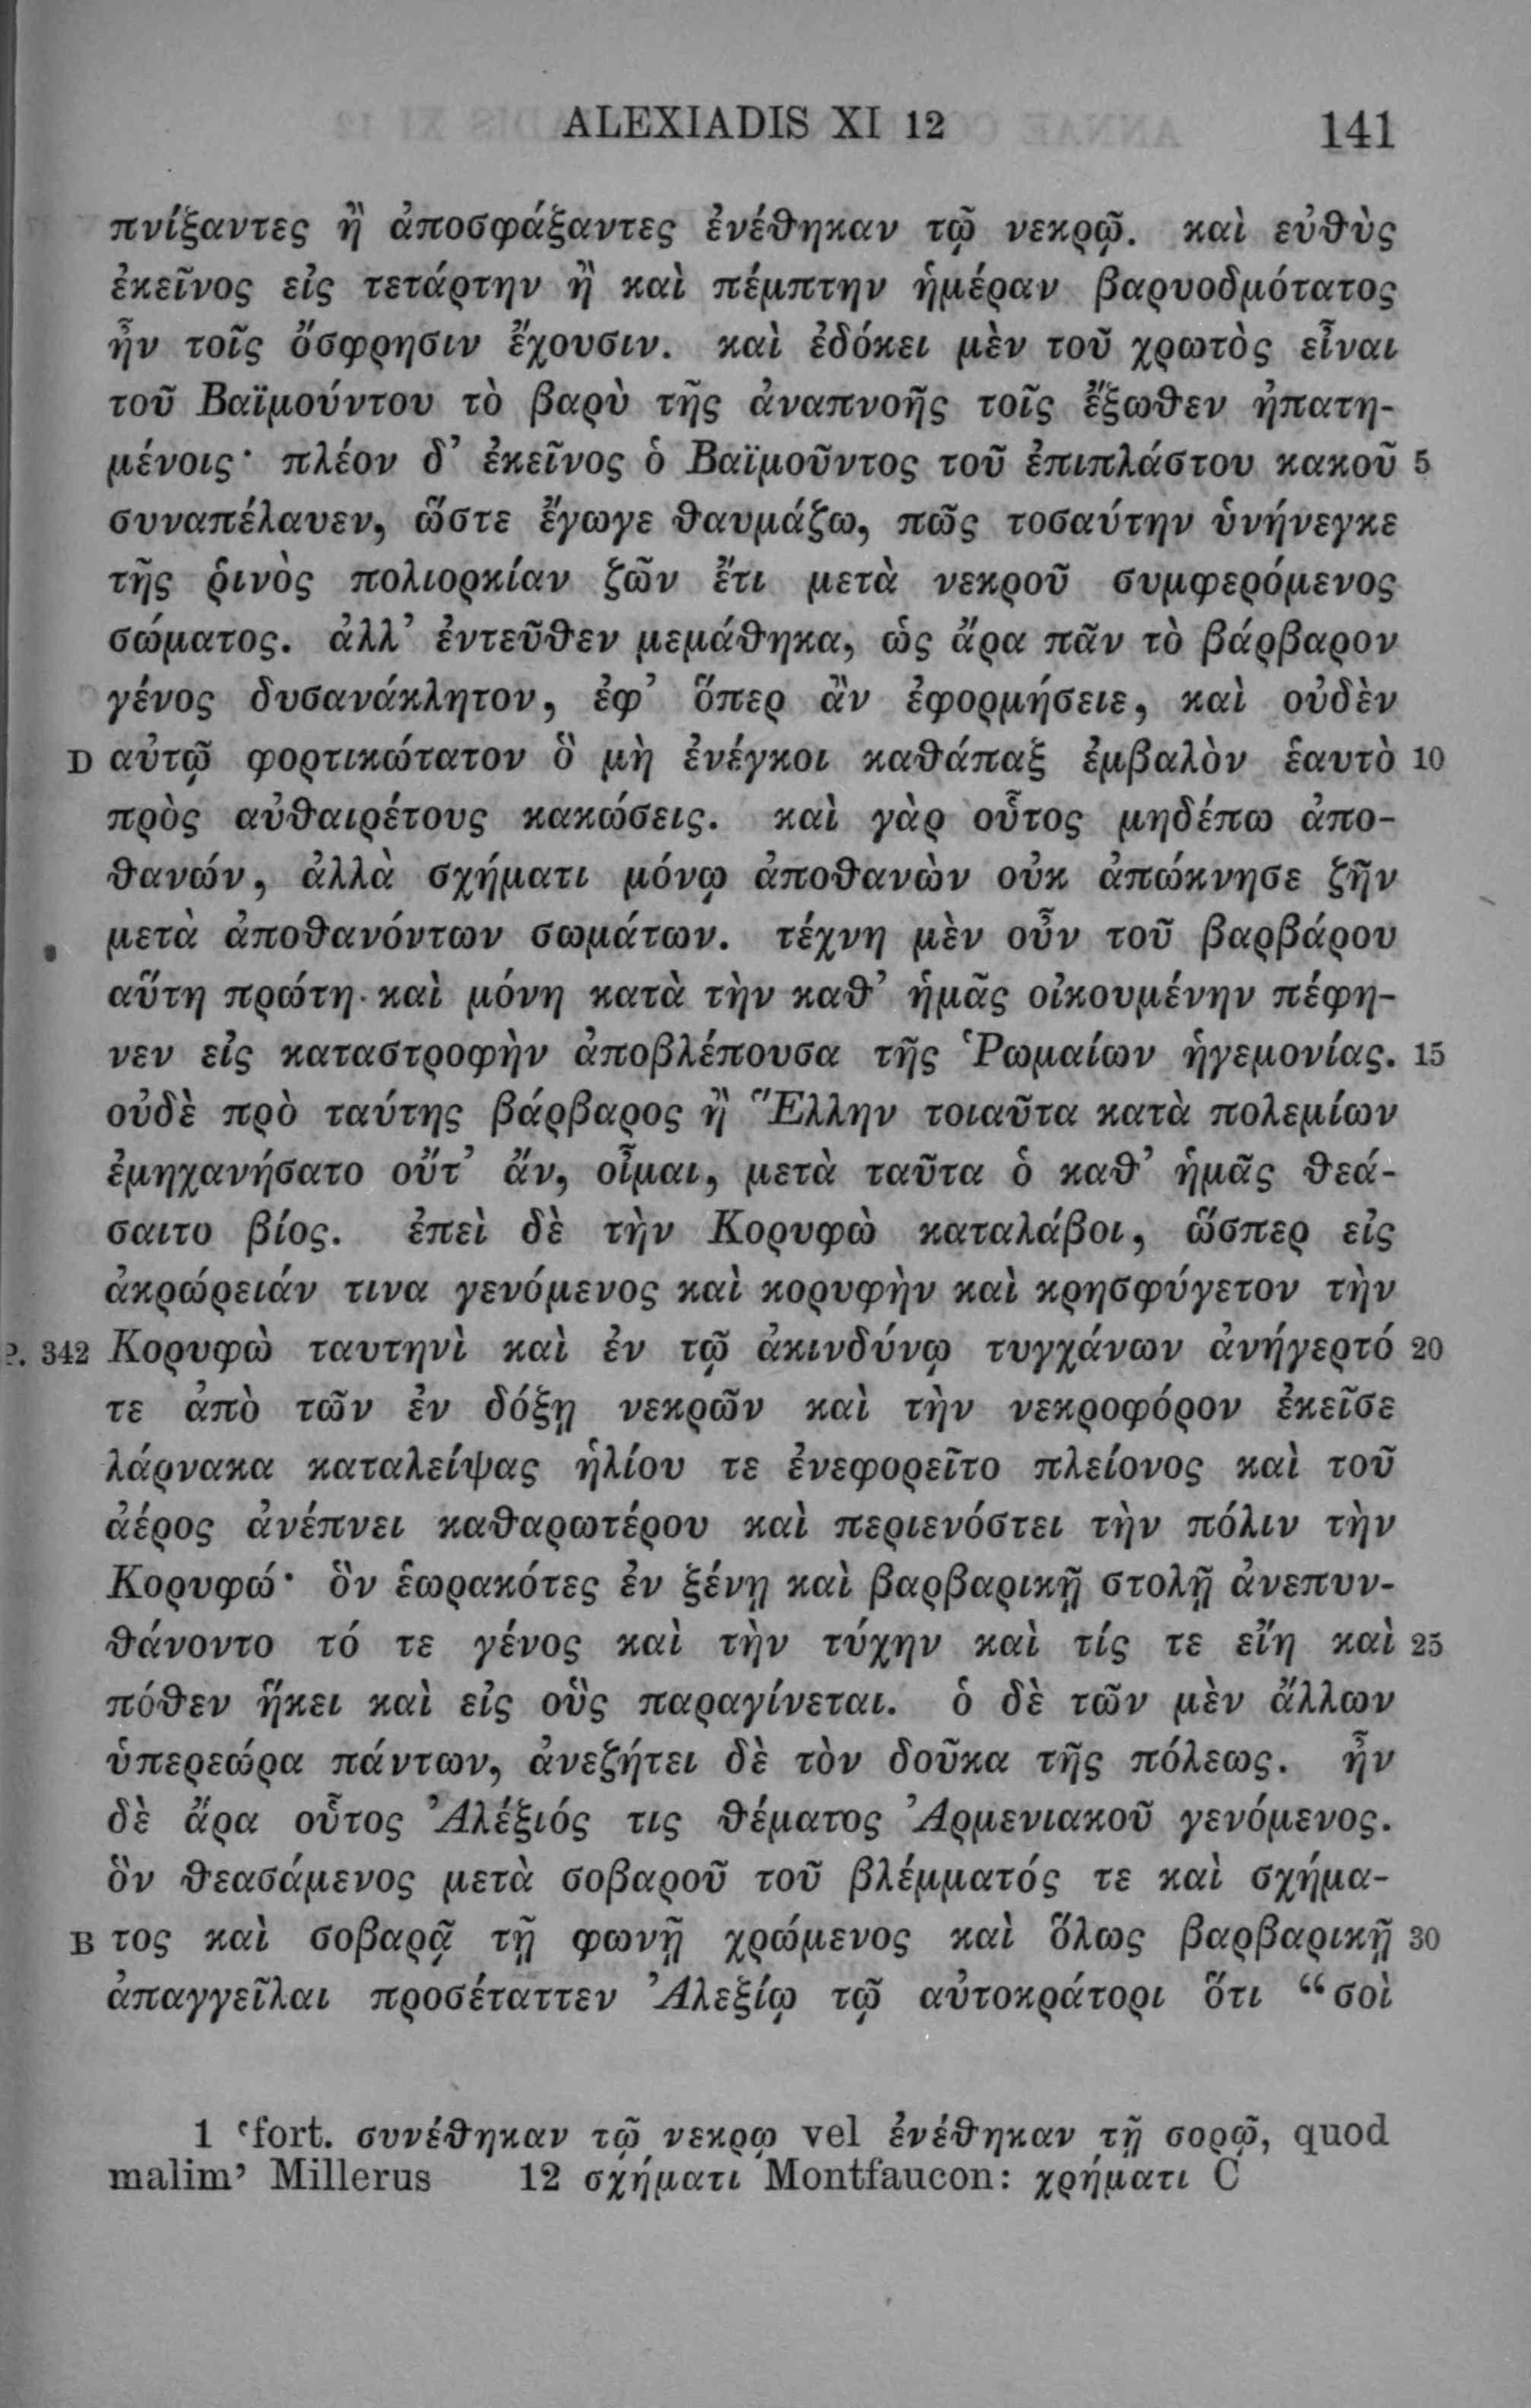 ALEXIADIS XI 12 141
πνίξαντες ἢ ἀποσφάξαντες ἐνέθηκαν τῷ νεκρῷ. καὶ εὐθὺς
ἐκεῖνος εἰς τετάρτην ἢ καὶ πέμπτην ἡμέραν βαρυοδμότατος
ἦν τοῖς ὄσφρησιν ἔχουσιν. καὶ ἐδόκει μὲν τοῦ χρωτὸς εἶναι
τοῦ Βαϊμούντου τὸ βαρὺ τῆς ἀναπνοῆς τοῖς ἔξωθεν ἠπατη-
μένοις· πλέον δ’ ἐκεῖνος ὁ Βαϊμοῦντος τοῦ ἐπιπλάστου κακοῦ 5
συναπέλαυεν, ὥστε ἔγωγε θαυμάζω, πῶς τοσαύτην ὑνήνεγκε
τῆς ῥινὸς πολιορκίαν ζῶν ἔτι μετὰ νεκροῦ συμφερόμενος
σώματος. ἀλλ’ ἐντεῦθεν μεμάθηκα, ὡς ἄρα πᾶν τὸ βάρβαρον
γένος δυσανάκλητον, ἐφ’ ὅπερ ἂν ἐφορμήσειε, καὶ οὐδὲν
D αὐτῷ φορτικώτατον ὃ μὴ ἐνέγκοι καθάπαξ ἐμβαλὸν ἑαυτὸ 10
πρὸς αὐθαιρέτους κακώσεις. καὶ γὰρ οὗτος μηδέπω ἀπο-
θανών, ἀλλὰ σχήματι μόνῳ ἀποθανὼν οὐκ ἀπώκνησε ζῆν
μετὰ ἀποθανόντων σωμάτων. τέχνη μὲν οὖν τοῦ βαρβάρου
αὕτη πρώτη καὶ μόνη κατὰ τὴν καθ’ ἡμᾶς οἰκουμένην πέφη-
νεν εἰς καταστροφὴν ἀποβλέπουσα τῆς Ῥωμαίων ἡγεμονίας. 15
οὐδὲ πρὸ ταύτης βάρβαρος ἢ Ἕλλην τοιαῦτα κατὰ πολεμίων
ἐμηχανήσατο οὔτ’ ἄν, οἶμαι, μετὰ ταῦτα ὁ καθ’ ἡμᾶς θεά-
σαιτο βίος. ἐπεὶ δὲ τὴν Κορυφὼ καταλάβοι, ὥσπερ εἰς
ἀκρώρειάν τινα γενόμενος καὶ κορυφὴν καὶ κρησφύγετον τὴν
P. 342 Κορυφὼ ταυτηνὶ καὶ ἐν τῷ ἀκινδύνῳ τυγχάνων ἀνήγερτό 20
τε ἀπὸ τῶν ἐν δόξῃ νεκρῶν καὶ τὴν νεκροφόρον ἐκεῖσε
λάρνακα καταλείψας ἡλίου τε ἐνεφορεῖτο πλείονος καὶ τοῦ
ἀέρος ἀνέπνει καθαρωτέρου καὶ περιενόστει τὴν πόλιν τὴν
Κορυφώ· ὃν ἑωρακότες ἐν ξένῃ καὶ βαρβαρικῇ στολῇ ἀνεπυν-
θάνοντο τό τε γένος καὶ τὴν τύχην καὶ τίς τε εἴη καὶ 25
πόθεν ἥκει καὶ εἰς οὓς παραγίνεται. ὁ δὲ τῶν μὲν ἄλλων
ὑπερεώρα πάντων, ἀνεζήτει δὲ τὸν δοῦκα τῆς πόλεως. ἦν
δὲ ἄρα οὗτος Ἀλέξιός τις θέματος Ἀρμενιακοῦ γενόμενος.
ὃν θεασάμενος μετὰ σοβαροῦ τοῦ βλέμματός τε καὶ σχήμα-
B τος καὶ σοβαρᾷ τῇ φωνῇ χρώμενος καὶ ὅλως βαρβαρικῇ 30
ἀπαγγεῖλαι προσέταττεν Ἀλεξίῳ τῷ αὐτοκράτορι ὅτι “σοὶ
1 ‘fort. συνέθηκαν τῷ νεκρῳ vel ἐνέθηκαν τῇ σορῷ, quod
malim’ Millerus 12 σχήματι Montfaucon: χρήματι C